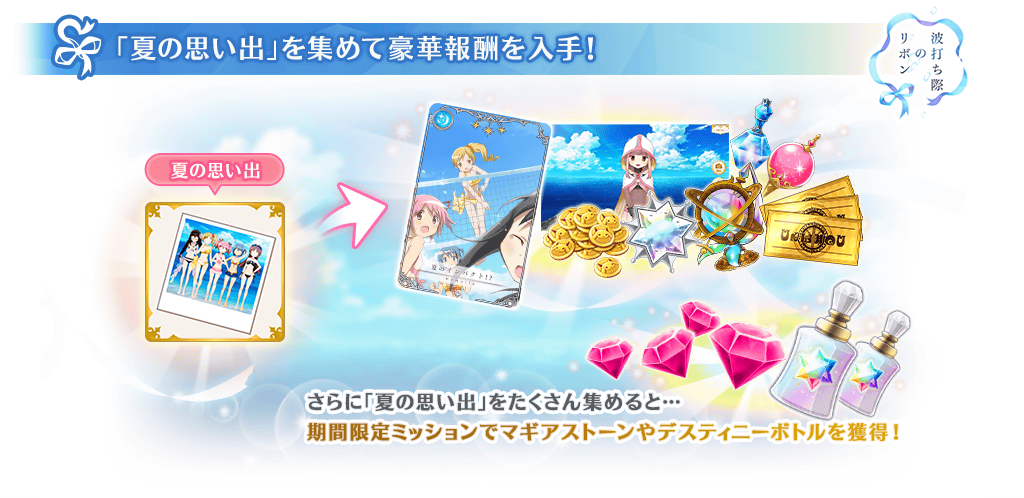 「夏の思い出」を集めて豪華報酬を入手！
波打ち際
の
リボン
夏の思い出
夏のインパクト!?
さらに「夏の思い出」をたくさん集めると…
期間限定ミッションでマギアストーンやデスティニーボトルを獲得！